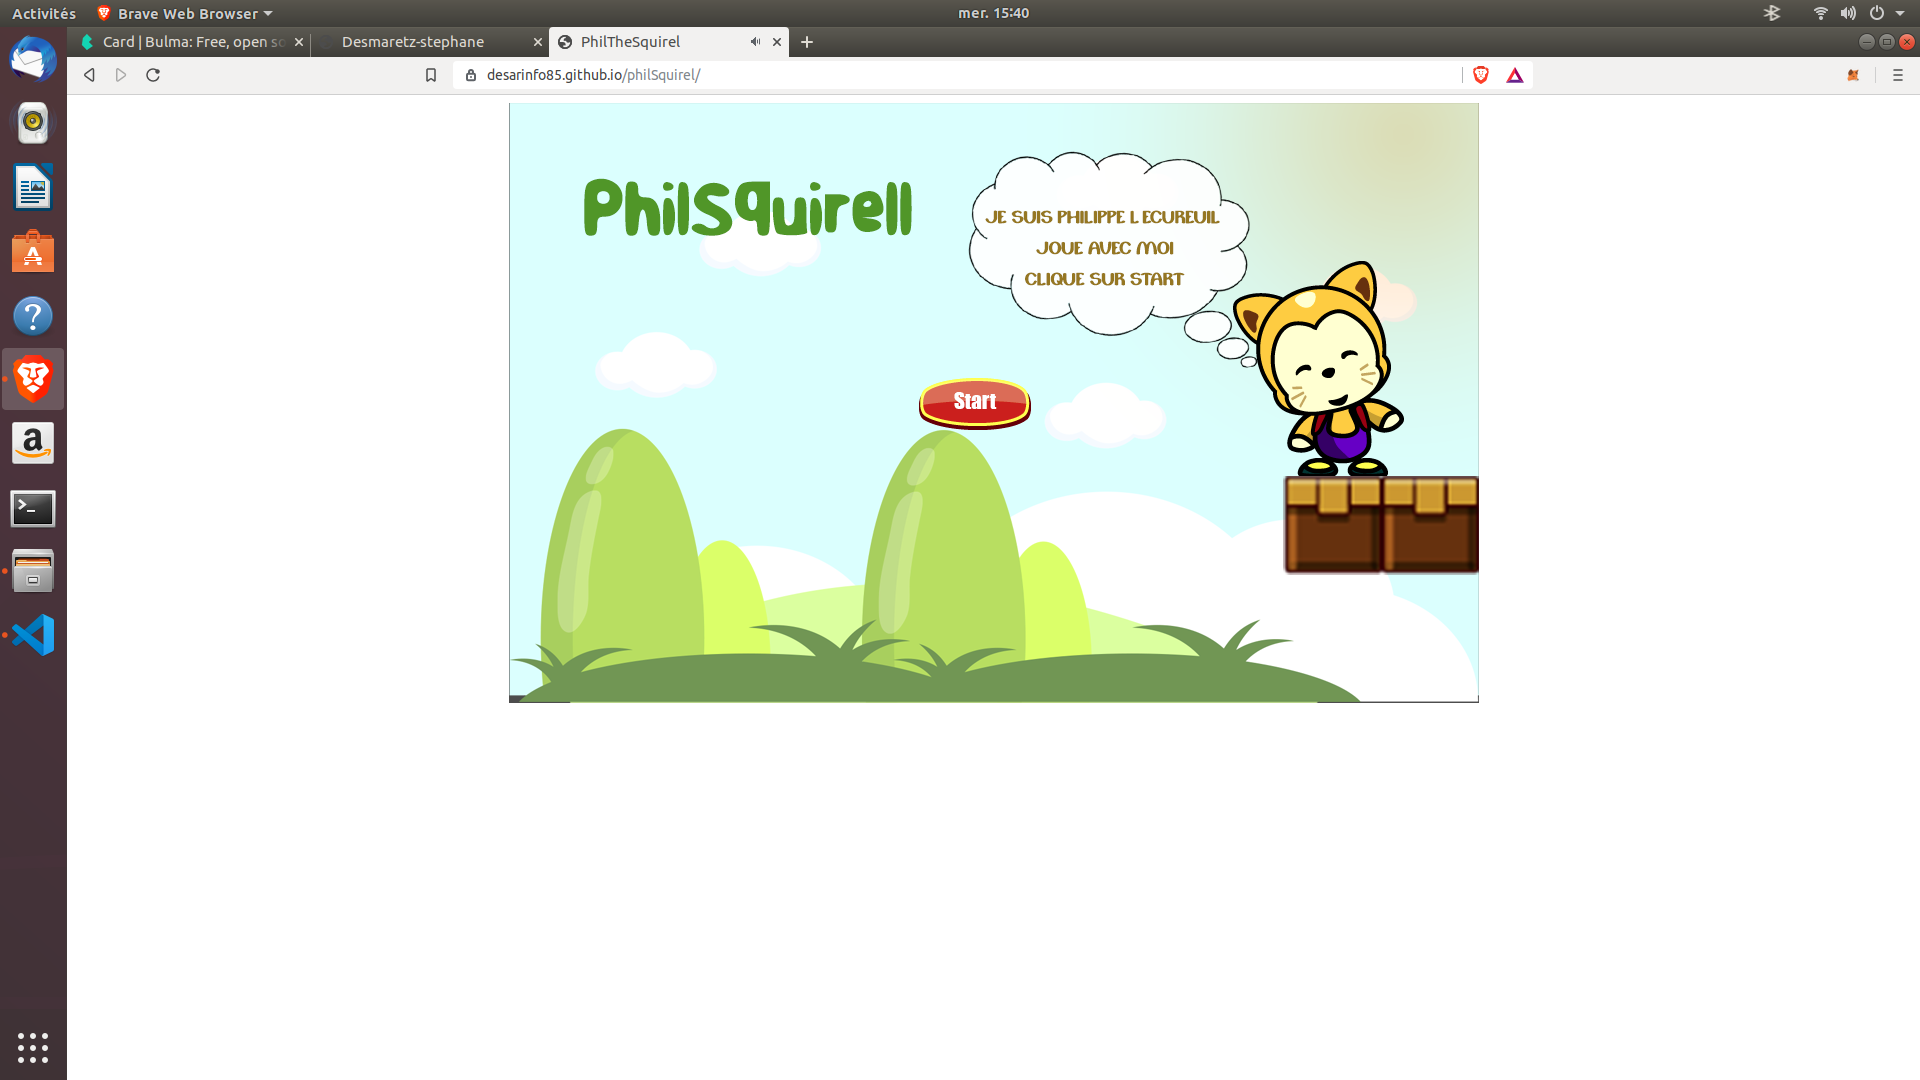 Activités
Brave Web Browser
mer. 15:40
Card | Bulma: Free, open so
Desmaretz-stephane
PhilTheSquirel
desarinfo85.github.io/philSquirel/
PhilSquirell
JE SUIS PHILIPPE L ECUREUIL
JOUE AVEC MOI
CLIQUE SUR START
Start